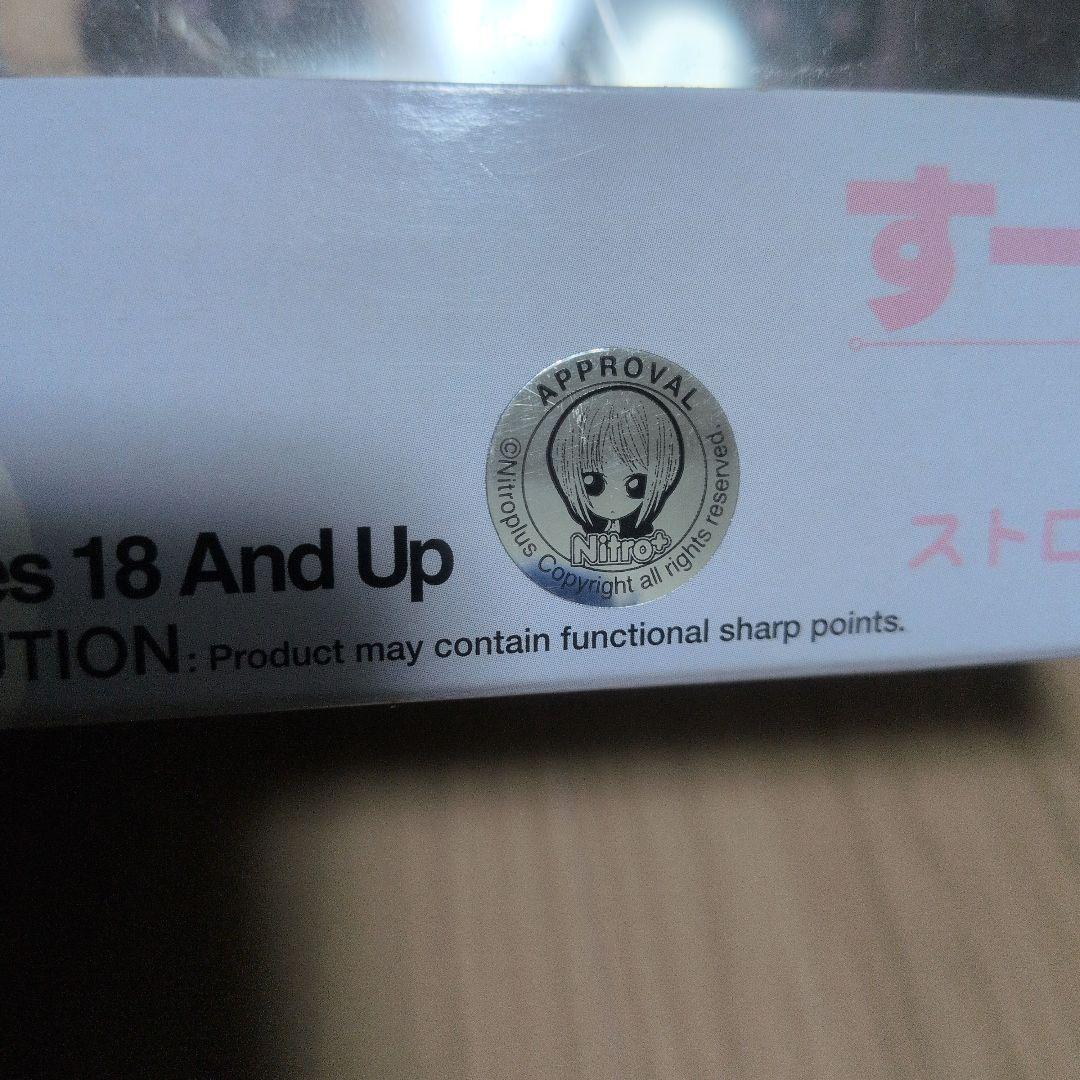 すー
ストロ
APPROVAL
©Nitroplus Copyright all rights reserved.
Nitro+
es 18 And Up
UTION: Product may contain functional sharp points.